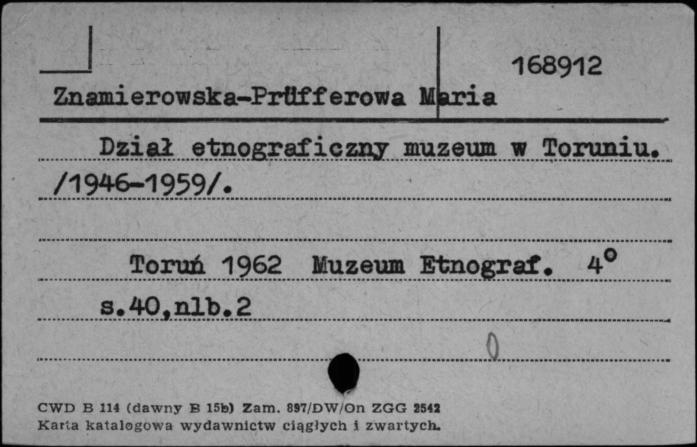 168912
Znamierowska-Prüfferowa Maria
Dział etnograficzny muzeum w Toruniu.
/1946-1959/.
Toruń 1962 Muzeum Etnograf. 4°
s.40,nlb.2
0
CWD B 114 (dawny B 15b) Zam. 897/DW/On ZGG 2542
Karta katalogowa wydawnictw ciągłych i zwartych.